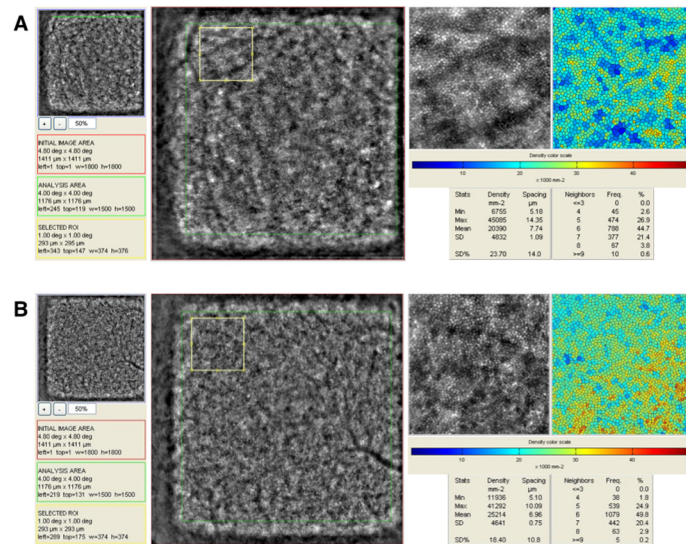 A
+ - 50%
INITIAL IMAGE AREA
4.80 deg x 4.80 deg
1411 µm x 1411 µm
left=1 top=1 w=1800 h=1800
ANALYSIS AREA
4.00 deg x 4.00 deg
1176 µm x 1176 µm
left=245 top=119 w=1500 h=1500
SELECTED ROI
1.00 deg x 1.00 deg
293 µm x 295 µm
left=343 top=147 w=374 h=376
Density color scale
10 20 30 40
x 1000 mm-2
Stats Density Spacing Neighbors Freq. %
mm-2 µm <=3 0 0.0
Min 6755 5.18 4 45 2.6
Max 45085 14.35 5 474 26.9
Mean 20390 7.74 6 788 44.7
SD 4832 1.09 7 377 21.4
8 67 3.8
SD% 23.70 14.0 >=9 10 0.6
B
+ - 50%
INITIAL IMAGE AREA
4.80 deg x 4.80 deg
1411 µm x 1411 µm
left=1 top=1 w=1800 h=1800
ANALYSIS AREA
4.00 deg x 4.00 deg
1176 µm x 1176 µm
left=219 top=131 w=1500 h=1500
SELECTED ROI
1.00 deg x 1.00 deg
293 µm x 293 µm
left=289 top=175 w=374 h=374
Density color scale
10 20 30 40
x 1000 mm-2
Stats Density Spacing Neighbors Freq. %
mm-2 µm <=3 0 0.0
Min 11936 5.10 4 38 1.8
Max 41292 10.09 5 539 24.9
Mean 25214 6.96 6 1079 49.8
SD 4641 0.75 7 442 20.4
8 63 2.9
SD% 18.40 10.8 >=9 5 0.2